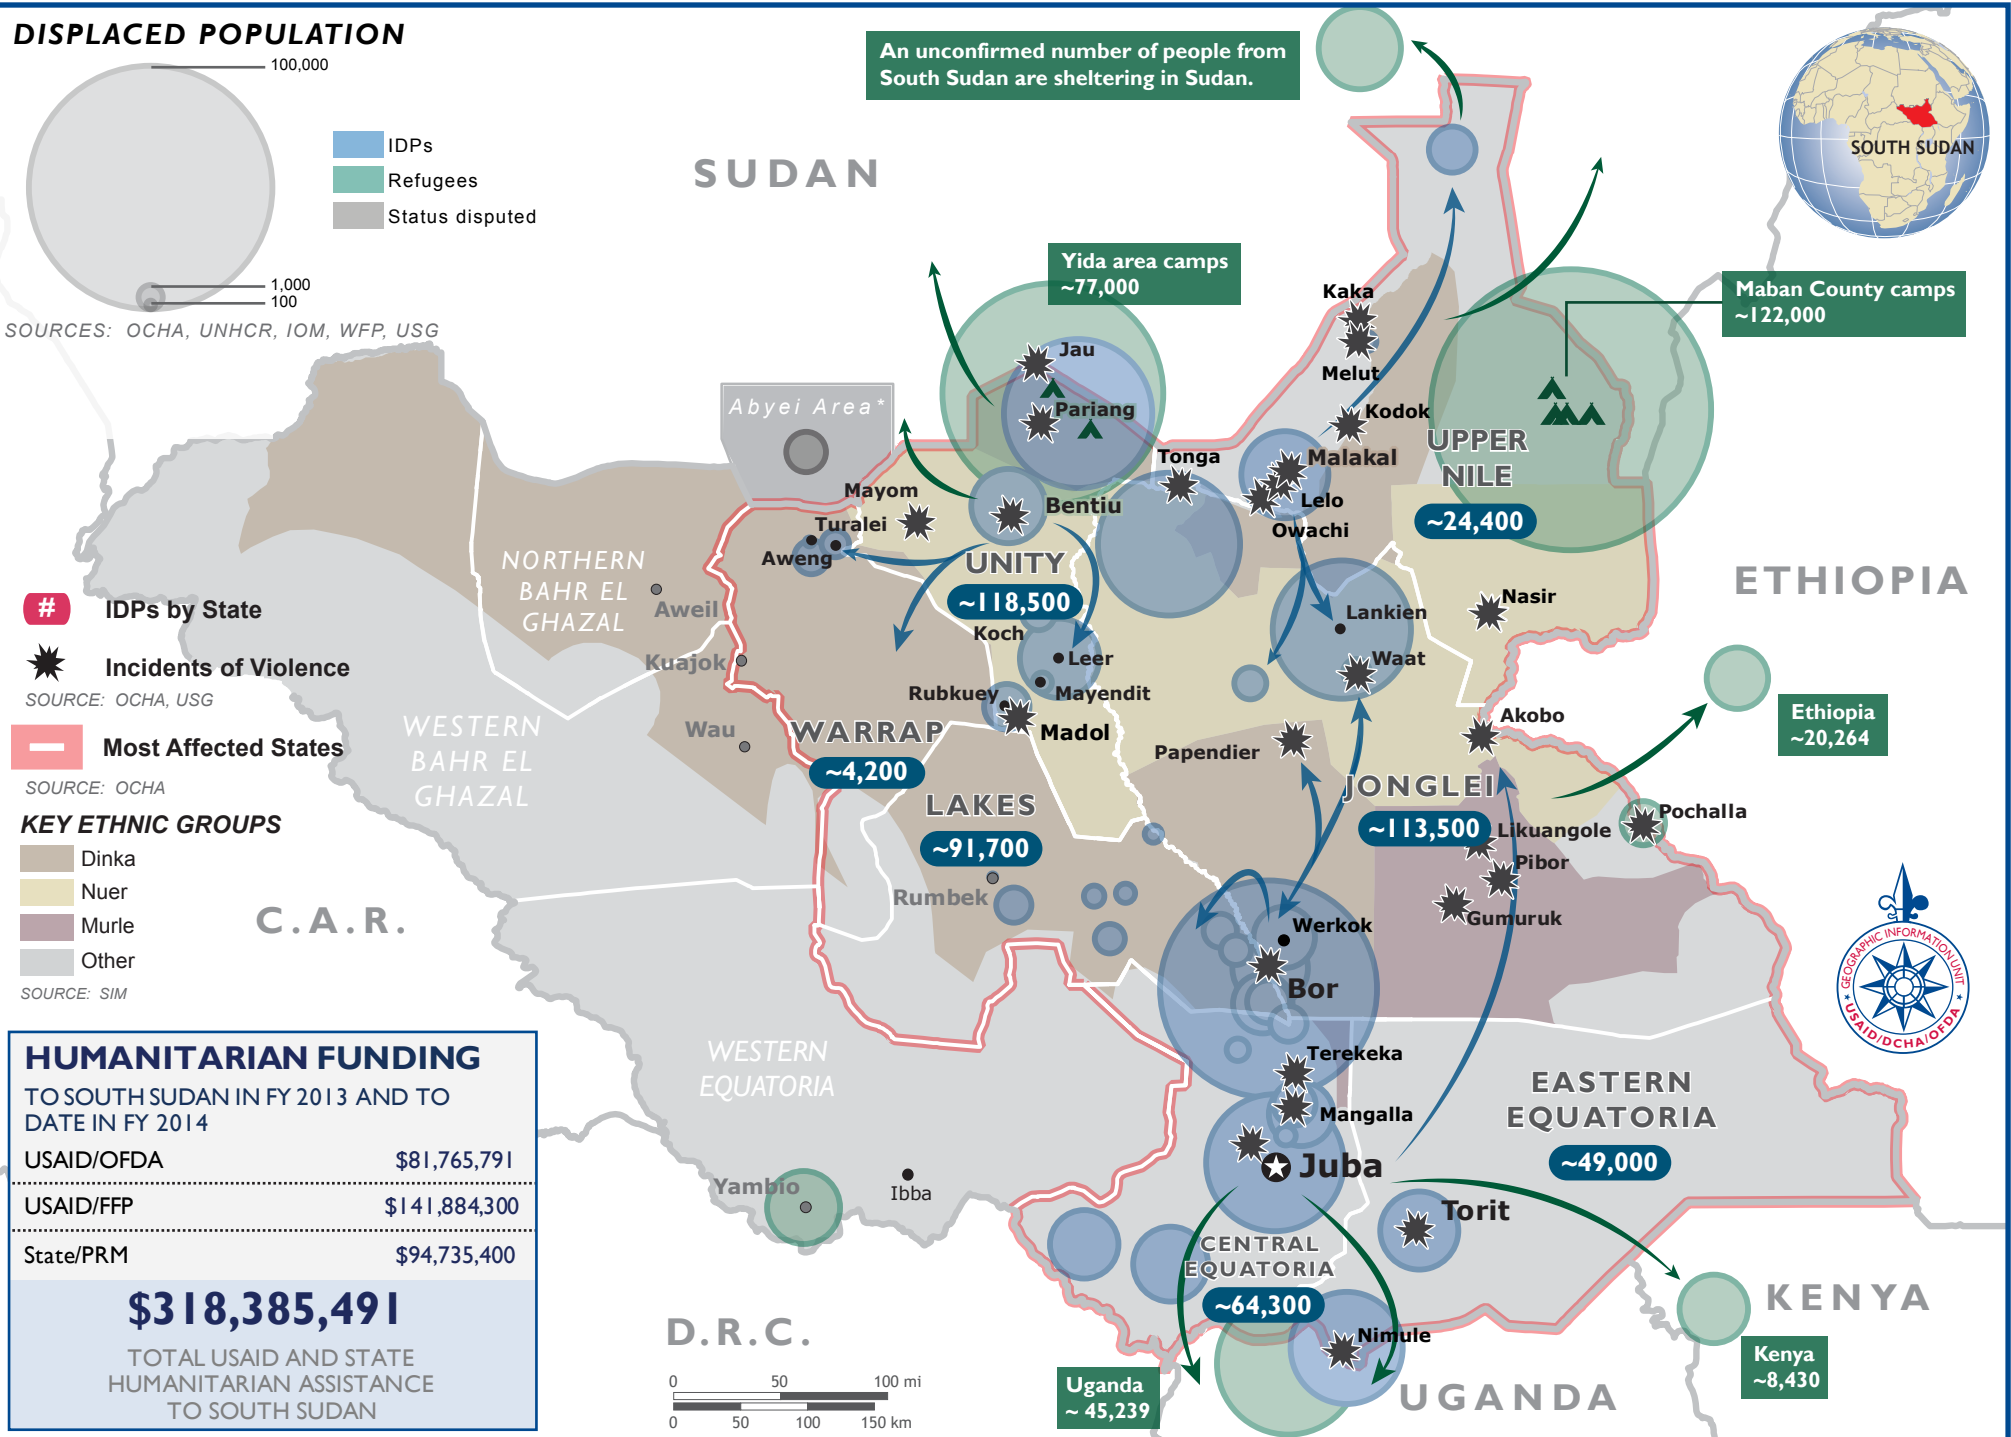 DISPLACED POPULATION
100,000
1,000
100
IDPs
Refugees
Status disputed
SOURCES: OCHA, UNHCR, IOM, WFP, USG
An unconfirmed number of people from
South Sudan are sheltering in Sudan.
SOUTH SUDAN
SUDAN
Yida area camps
~77,000
Maban County camps
~122,000
Kaka
Melut
Jau
Pariang
Kodok
Abyei Area*
UPPER
NILE
~24,400
Tonga
Malakal
Lelo
Owachi
Mayom
Bentiu
Turalei
Aweng
UNITY
~118,500
NORTHERN
BAHR EL
GHAZAL
Aweil
Kuajok
Wau
Koch
Leer
Mayendit
Rubkuey
Madol
Lankien
Waat
Nasir
ETHIOPIA
Akobo
Ethiopia
~20,264
WESTERN
BAHR EL
GHAZAL
WARRAP
~4,200
LAKES
~91,700
Rumbek
Papendier
JONGLEI
~113,500
Likuangole
Pochalla
Pibor
Gumuruk
Werkok
Bor
# IDPs by State
Incidents of Violence
SOURCE: OCHA, USG
Most Affected States
SOURCE: OCHA
KEY ETHNIC GROUPS
Dinka
Nuer
Murle
Other
SOURCE: SIM
C.A.R.
GEOGRAPHIC INFORMATION UNIT
* USAID/DCHA/OFDA *
WESTERN
EQUATORIA
Terekeka
Mangalla
Juba
EASTERN
EQUATORIA
~49,000
Yambio
Ibba
Torit
CENTRAL
EQUATORIA
~64,300
Nimule
KENYA
Kenya
~8,430
Uganda
~ 45,239
UGANDA
D.R.C.
0 50 100 mi
0 50 100 150 km
HUMANITARIAN FUNDING
TO SOUTH SUDAN IN FY 2013 AND TO
DATE IN FY 2014
USAID/OFDA $81,765,791
USAID/FFP $141,884,300
State/PRM $94,735,400
$318,385,491
TOTAL USAID AND STATE
HUMANITARIAN ASSISTANCE
TO SOUTH SUDAN